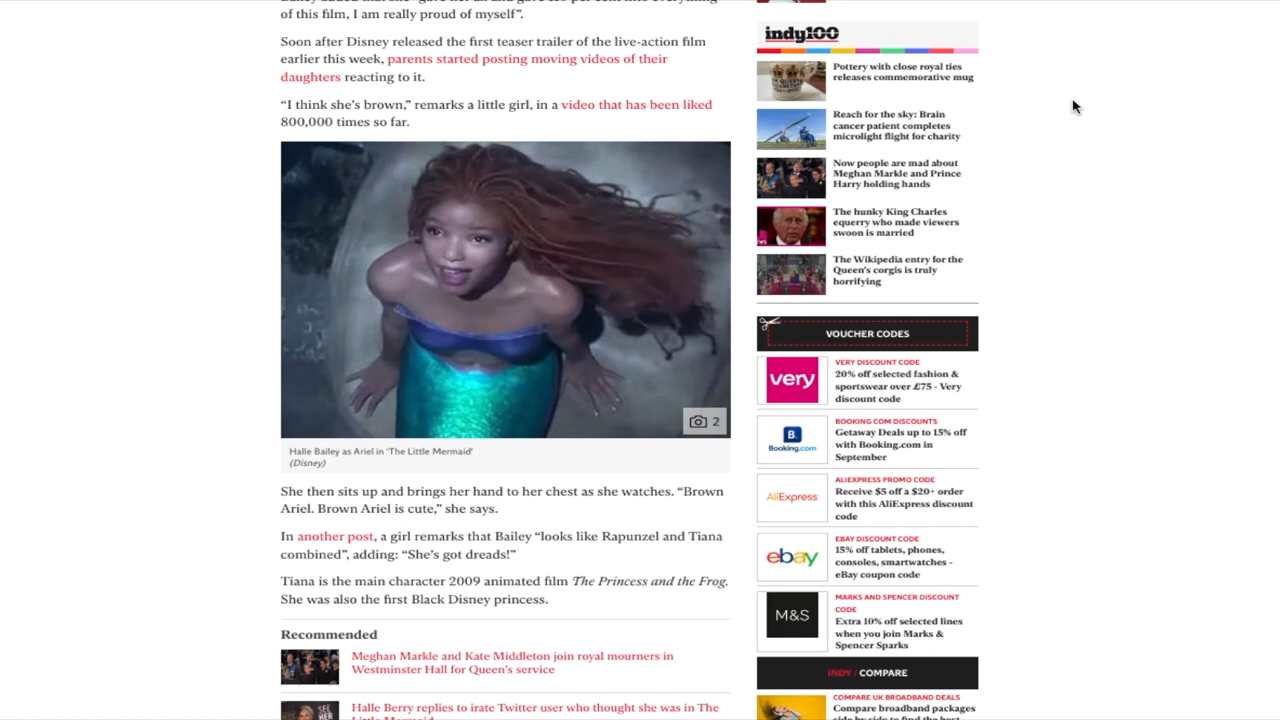 of this film, I am really proud of myself”.
Soon after Disney released the first teaser trailer of the live-action film
earlier this week, parents started posting moving videos of their
daughters reacting to it.
“I think she’s brown,” remarks a little girl, in a video that has been liked
800,000 times so far.
2
Halle Bailey as Ariel in ‘The Little Mermaid’
(Disney)
She then sits up and brings her hand to her chest as she watches. “Brown
Ariel. Brown Ariel is cute,” she says.
In another post, a girl remarks that Bailey “looks like Rapunzel and Tiana
combined”, adding: “She’s got dreads!”
Tiana is the main character 2009 animated film The Princess and the Frog.
She was also the first Black Disney princess.
Recommended
Meghan Markle and Kate Middleton join royal mourners in
Westminster Hall for Queen’s service
Halle Berry replies to irate Twitter user who thought she was in The
Little Mermaid
indy100
Pottery with close royal ties
releases commemorative mug
Reach for the sky: Brain
cancer patient completes
microlight flight for charity
Now people are mad about
Meghan Markle and Prince
Harry holding hands
The hunky King Charles
equerry who made viewers
swoon is married
The Wikipedia entry for the
Queen’s corgis is truly
horrifying
VOUCHER CODES
very
VERY DISCOUNT CODE
20% off selected fashion &
sportswear over £75 - Very
discount code
B.
Booking.com
BOOKING COM DISCOUNTS
Getaway Deals up to 15% off
with Booking.com in
September
AliExpress
ALIEXPRESS PROMO CODE
Receive $5 off a $20+ order
with this AliExpress discount
code
ebay
EBAY DISCOUNT CODE
15% off tablets, phones,
consoles, smartwatches -
eBay coupon code
M&S
MARKS AND SPENCER DISCOUNT
CODE
Extra 10% off selected lines
when you join Marks &
Spencer Sparks
INDY / COMPARE
COMPARE UK BROADBAND DEALS
Compare broadband packages
side by side to find the best